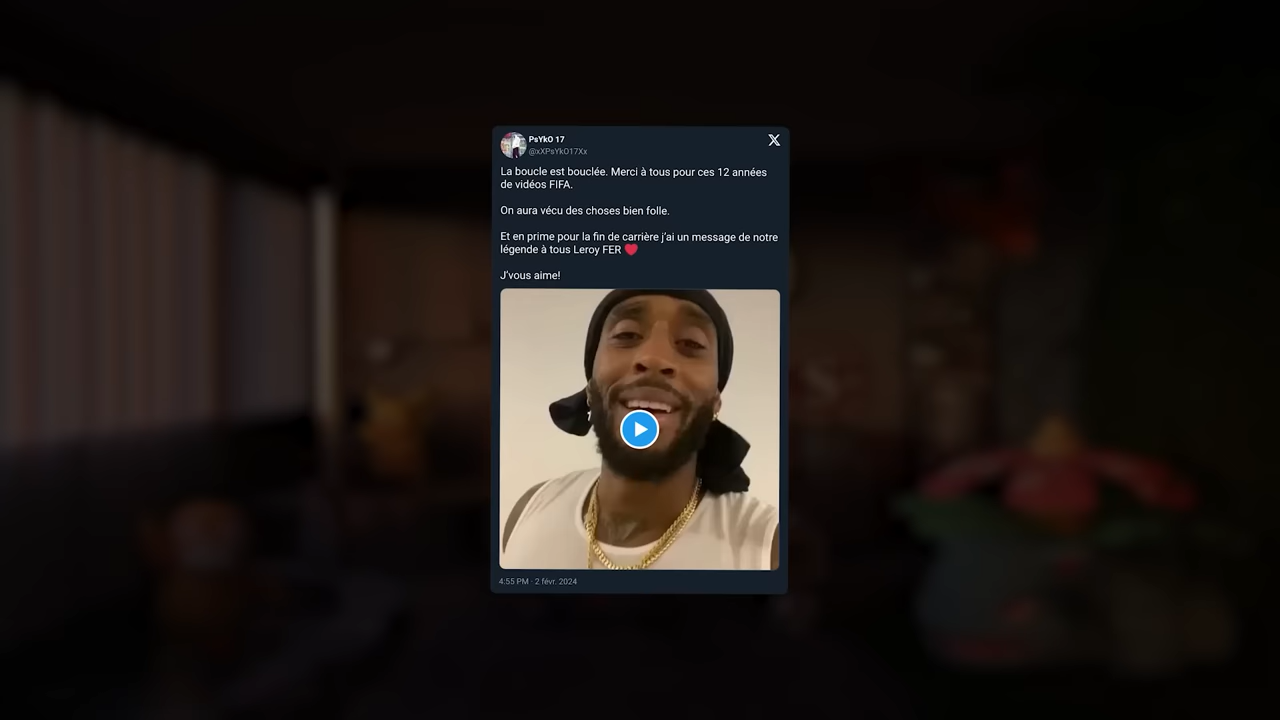 PsYkO 17
@xXPsYkO17Xx
La boucle est bouclée. Merci à tous pour ces 12 années
de vidéos FIFA.
On aura vécu des choses bien folle.
Et en prime pour la fin de carrière j'ai un message de notre
légende à tous Leroy FER ❤️
J'vous aime!
4:55 PM · 2 févr. 2024